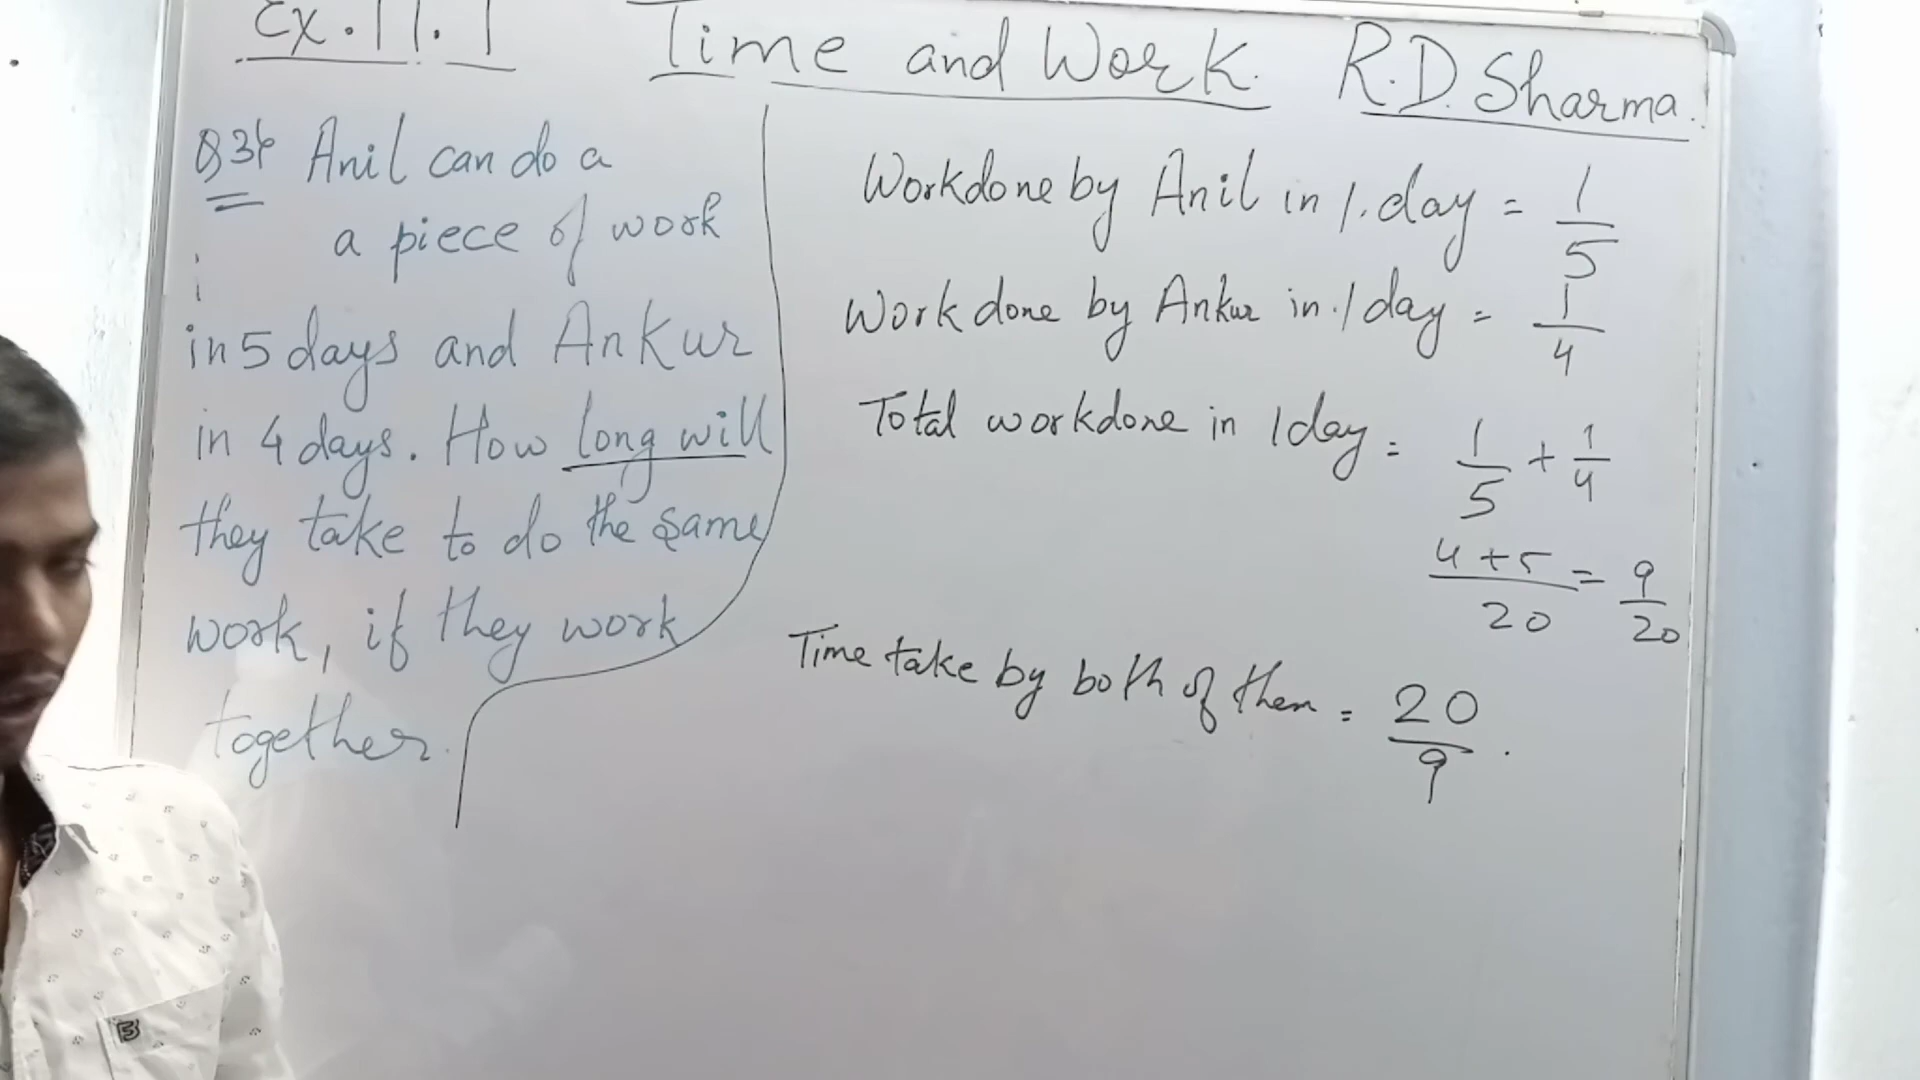 Ex. 11.1 Time and Work. R.D. Sharma.
Q3 Anil can do a
a piece of work
in 5 days and Ankur
in 4 days. How long will
they take to do the same
work, if they work
together.
Workdone by Anil in 1. day = 1/5
Work done by Ankur in . 1 day = 1/4
Total workdone in 1 day = 1/5 + 1/4
4+5/20 = 9/20
Time take by both of them = 20/9 .
B